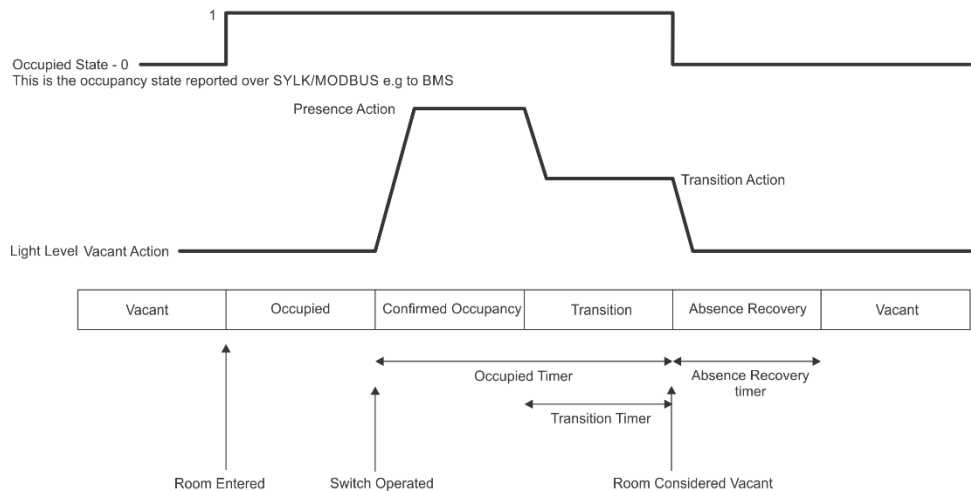 1
Occupied State - 0
This is the occupancy state reported over SYLK/MODBUS e.g to BMS
Presence Action
Transition Action
Light Level Vacant Action
Vacant Occupied Confirmed Occupancy Transition Absence Recovery Vacant
Occupied Timer
Absence Recovery
timer
Transition Timer
Room Entered Switch Operated Room Considered Vacant